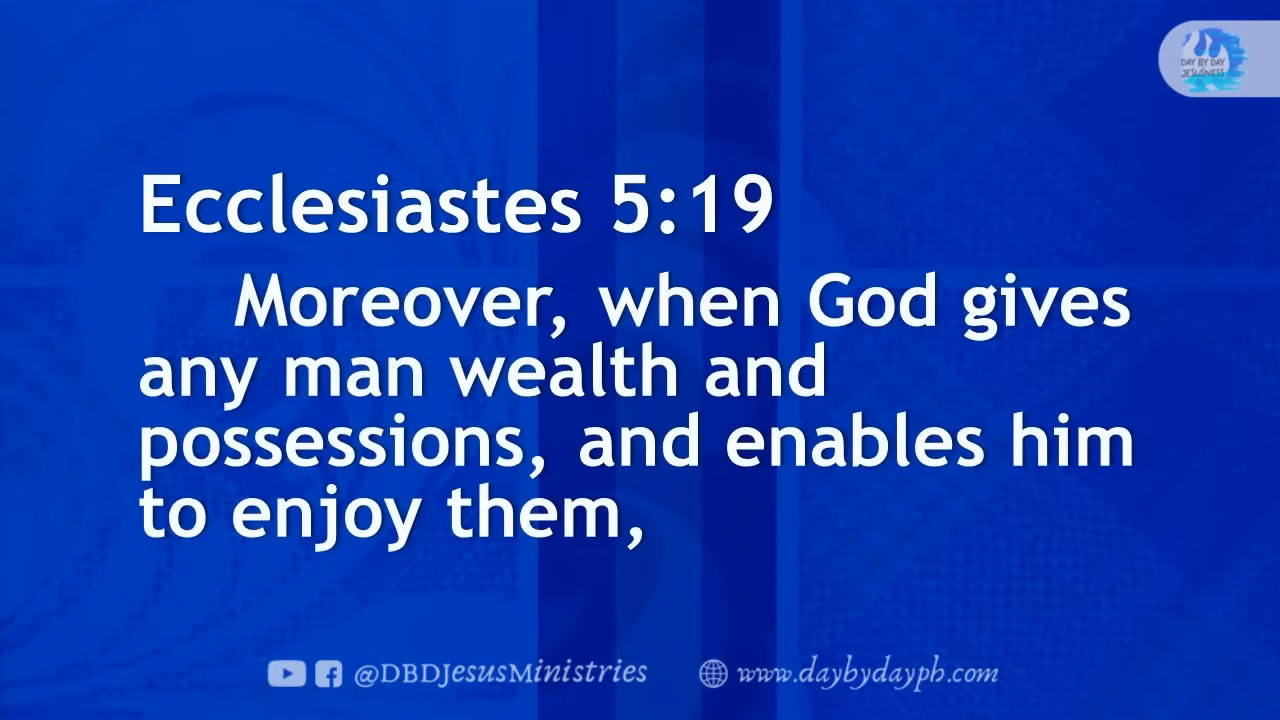 DAY BY DAY
JESUSNESS
Ecclesiastes 5:19
Moreover, when God gives
any man wealth and
possessions, and enables him
to enjoy them,
@DBDJesusMinistries
www.daybydayph.com